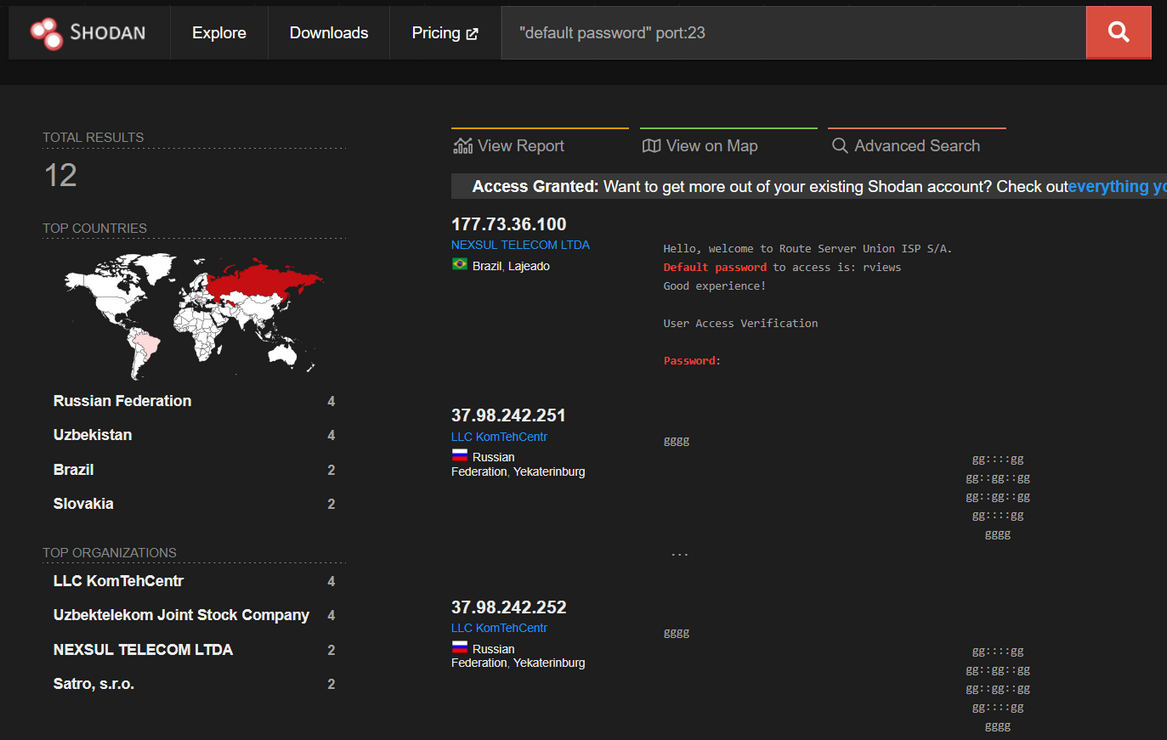 SHODAN Explore Downloads Pricing "default password" port:23
TOTAL RESULTS
12
TOP COUNTRIES
Russian Federation 4
Uzbekistan 4
Brazil 2
Slovakia 2
TOP ORGANIZATIONS
LLC KomTehCentr 4
Uzbektelekom Joint Stock Company 4
NEXSUL TELECOM LTDA 2
Satro, s.r.o. 2
View Report View on Map Advanced Search
Access Granted: Want to get more out of your existing Shodan account? Check outeverything yo
177.73.36.100
NEXSUL TELECOM LTDA
Brazil, Lajeado
Hello, welcome to Route Server Union ISP S/A.
Default password to access is: rviews
Good experience!
User Access Verification
Password:
37.98.242.251
LLC KomTehCentr
Russian
Federation, Yekaterinburg
gggg
gg::::gg
gg::gg::gg
gg::gg::gg
gg::::gg
gggg
...
37.98.242.252
LLC KomTehCentr
Russian
Federation, Yekaterinburg
gggg
gg::::gg
gg::gg::gg
gg::gg::gg
gg::::gg
gggg